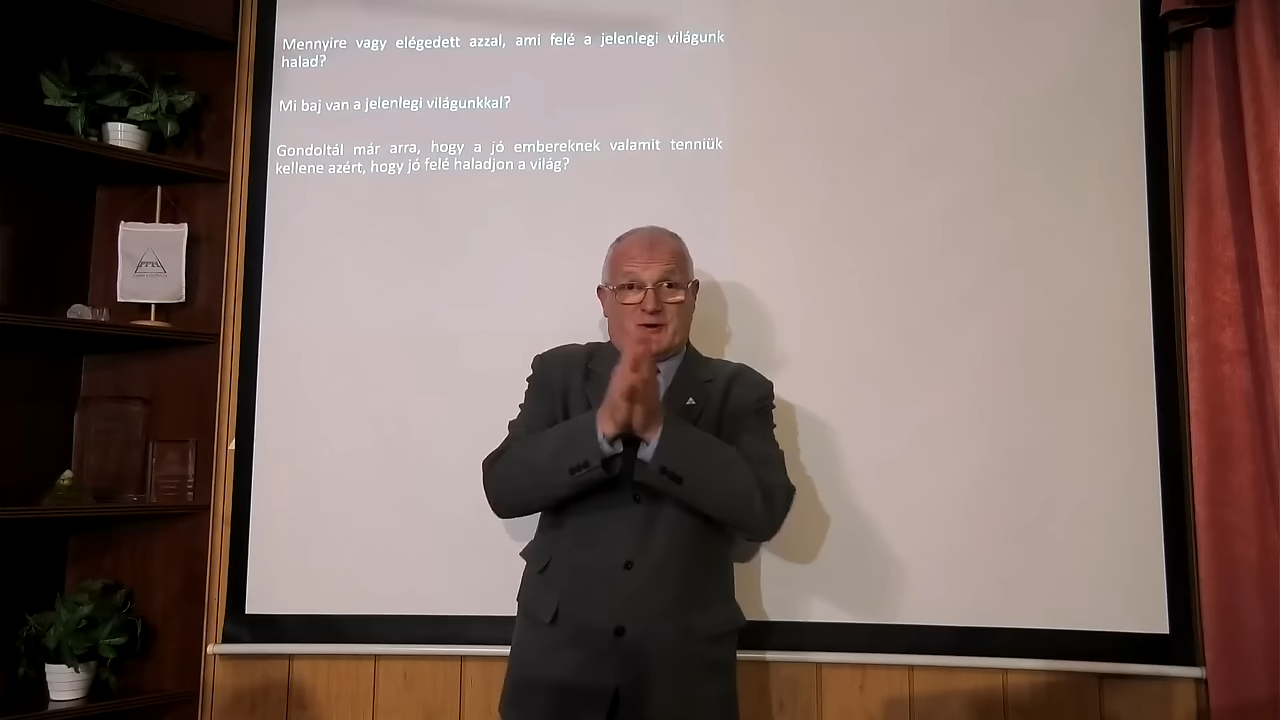 Mennyire vagy elégedett azzal, ami felé a jelenlegi világunk
halad?
Mi baj van a jelenlegi világunkkal?
Gondoltál már arra, hogy a jó embereknek valamit tenniük
kellene azért, hogy jó felé haladjon a világ?